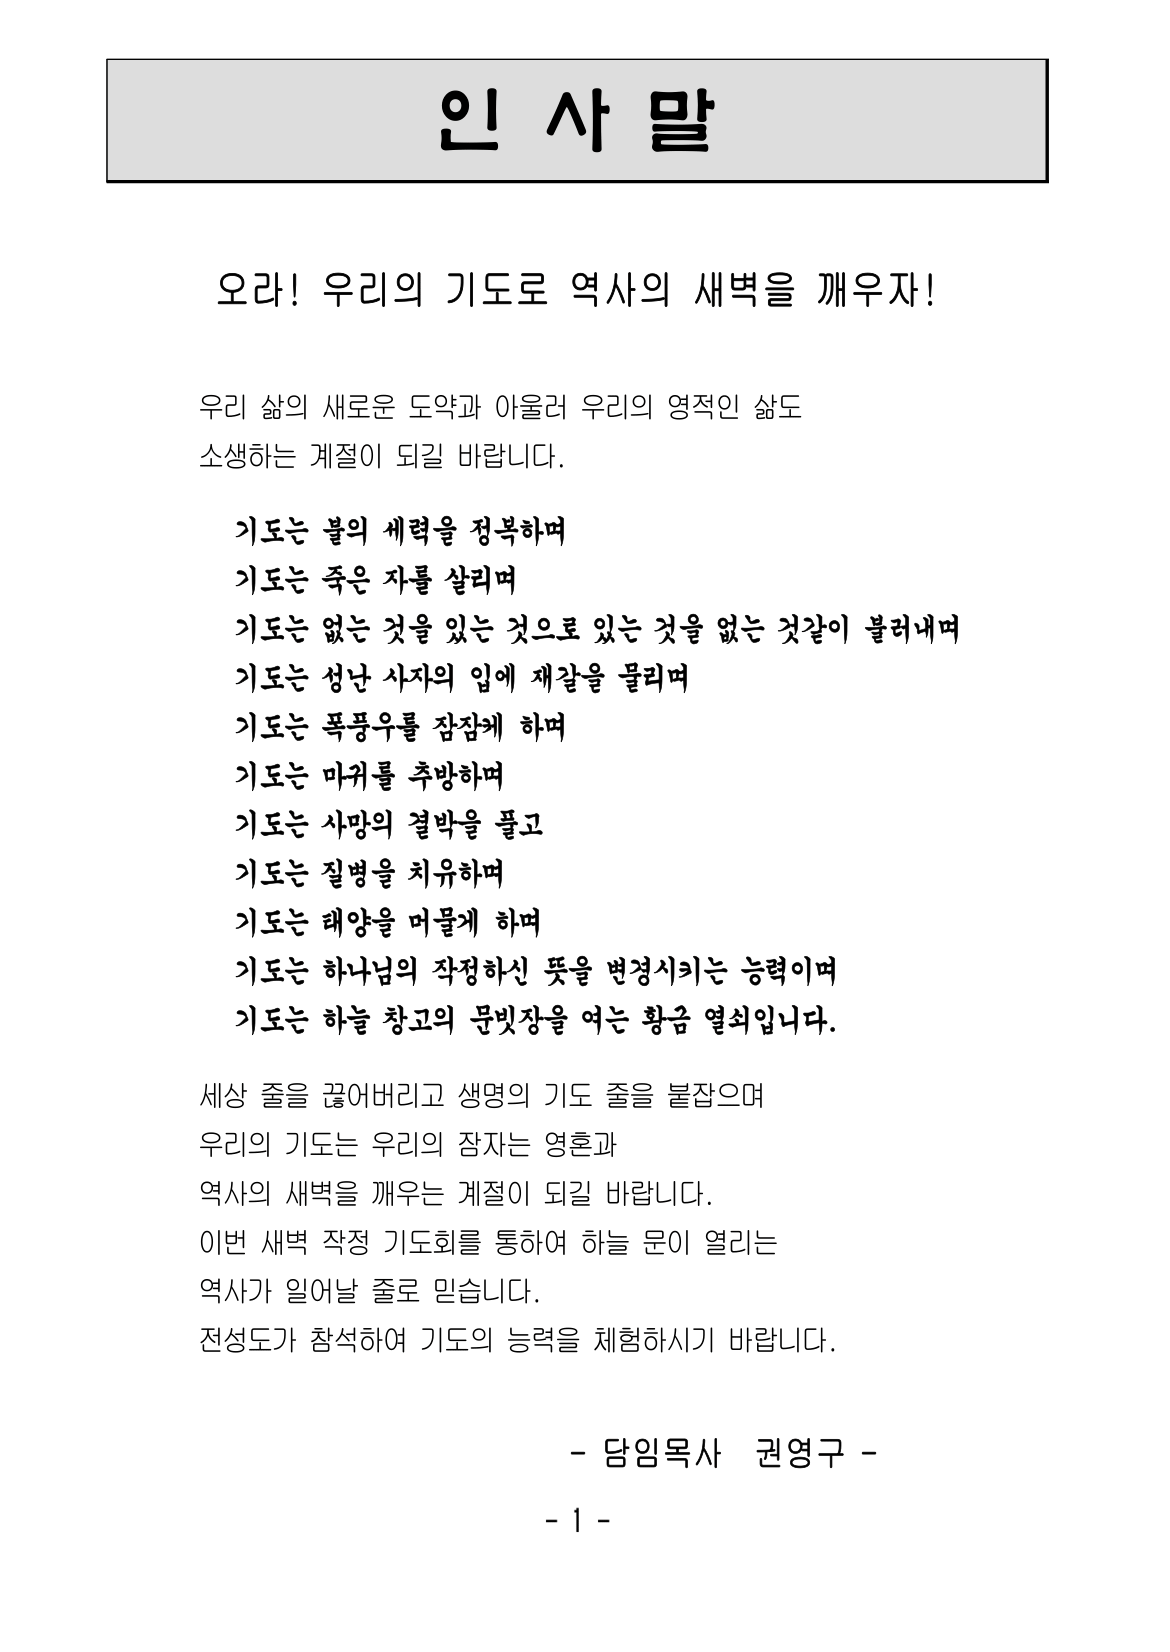 인 사 말
오라! 우리의 기도로 역사의 새벽을 깨우자!
우리 삶의 새로운 도약과 아울러 우리의 영적인 삶도
소생하는 계절이 되길 바랍니다.
기도는 불의 세력을 정복하며
기도는 죽은 자를 살리며
기도는 없는 것을 있는 것으로 있는 것을 없는 것같이 불러내며
기도는 성난 사자의 입에 재갈을 물리며
기도는 폭풍우를 잠잠케 하며
기도는 마귀를 추방하며
기도는 사망의 결박을 풀고
기도는 질병을 치유하며
기도는 태양을 머물게 하며
기도는 하나님의 작정하신 뜻을 변경시키는 능력이며
기도는 하늘 창고의 문빗장을 여는 황금 열쇠입니다.
세상 줄을 끊어버리고 생명의 기도 줄을 붙잡으며
우리의 기도는 우리의 잠자는 영혼과
역사의 새벽을 깨우는 계절이 되길 바랍니다.
이번 새벽 작정 기도회를 통하여 하늘 문이 열리는
역사가 일어날 줄로 믿습니다.
전성도가 참석하여 기도의 능력을 체험하시기 바랍니다.
- 담임목사 권영구 -
- 1 -